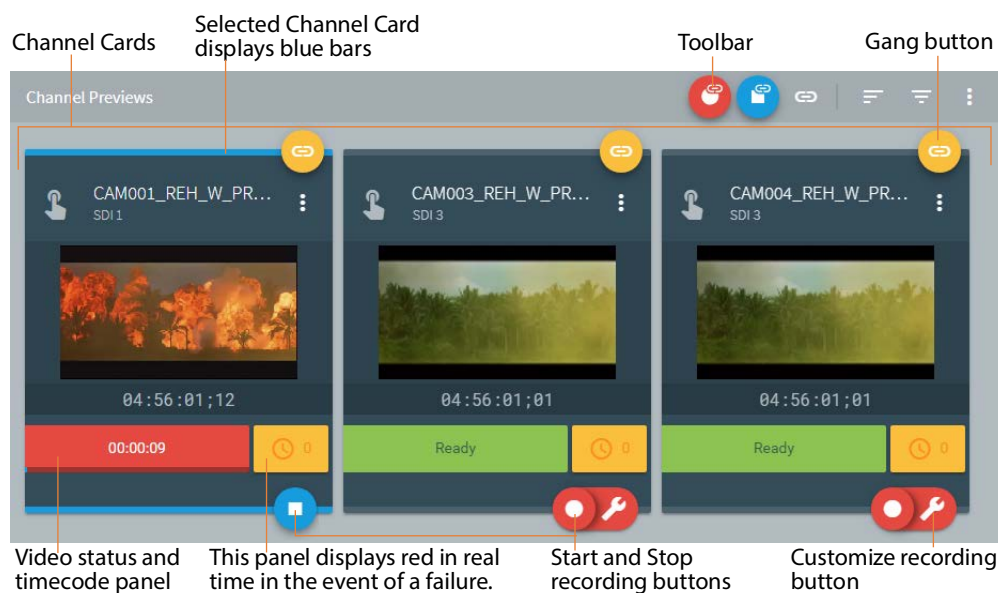 Channel Cards
Selected Channel Card
displays blue bars
Toolbar
Gang button
Channel Previews
CAM001_REH_W_PR...
SDI 1
CAM003_REH_W_PR...
SDI 3
CAM004_REH_W_PR...
SDI 3
04:56:01;12
04:56:01;01
04:56:01;01
00:00:09
0
Ready
0
Ready
0
Video status and
timecode panel
This panel displays red in real
time in the event of a failure.
Start and Stop
recording buttons
Customize recording
button